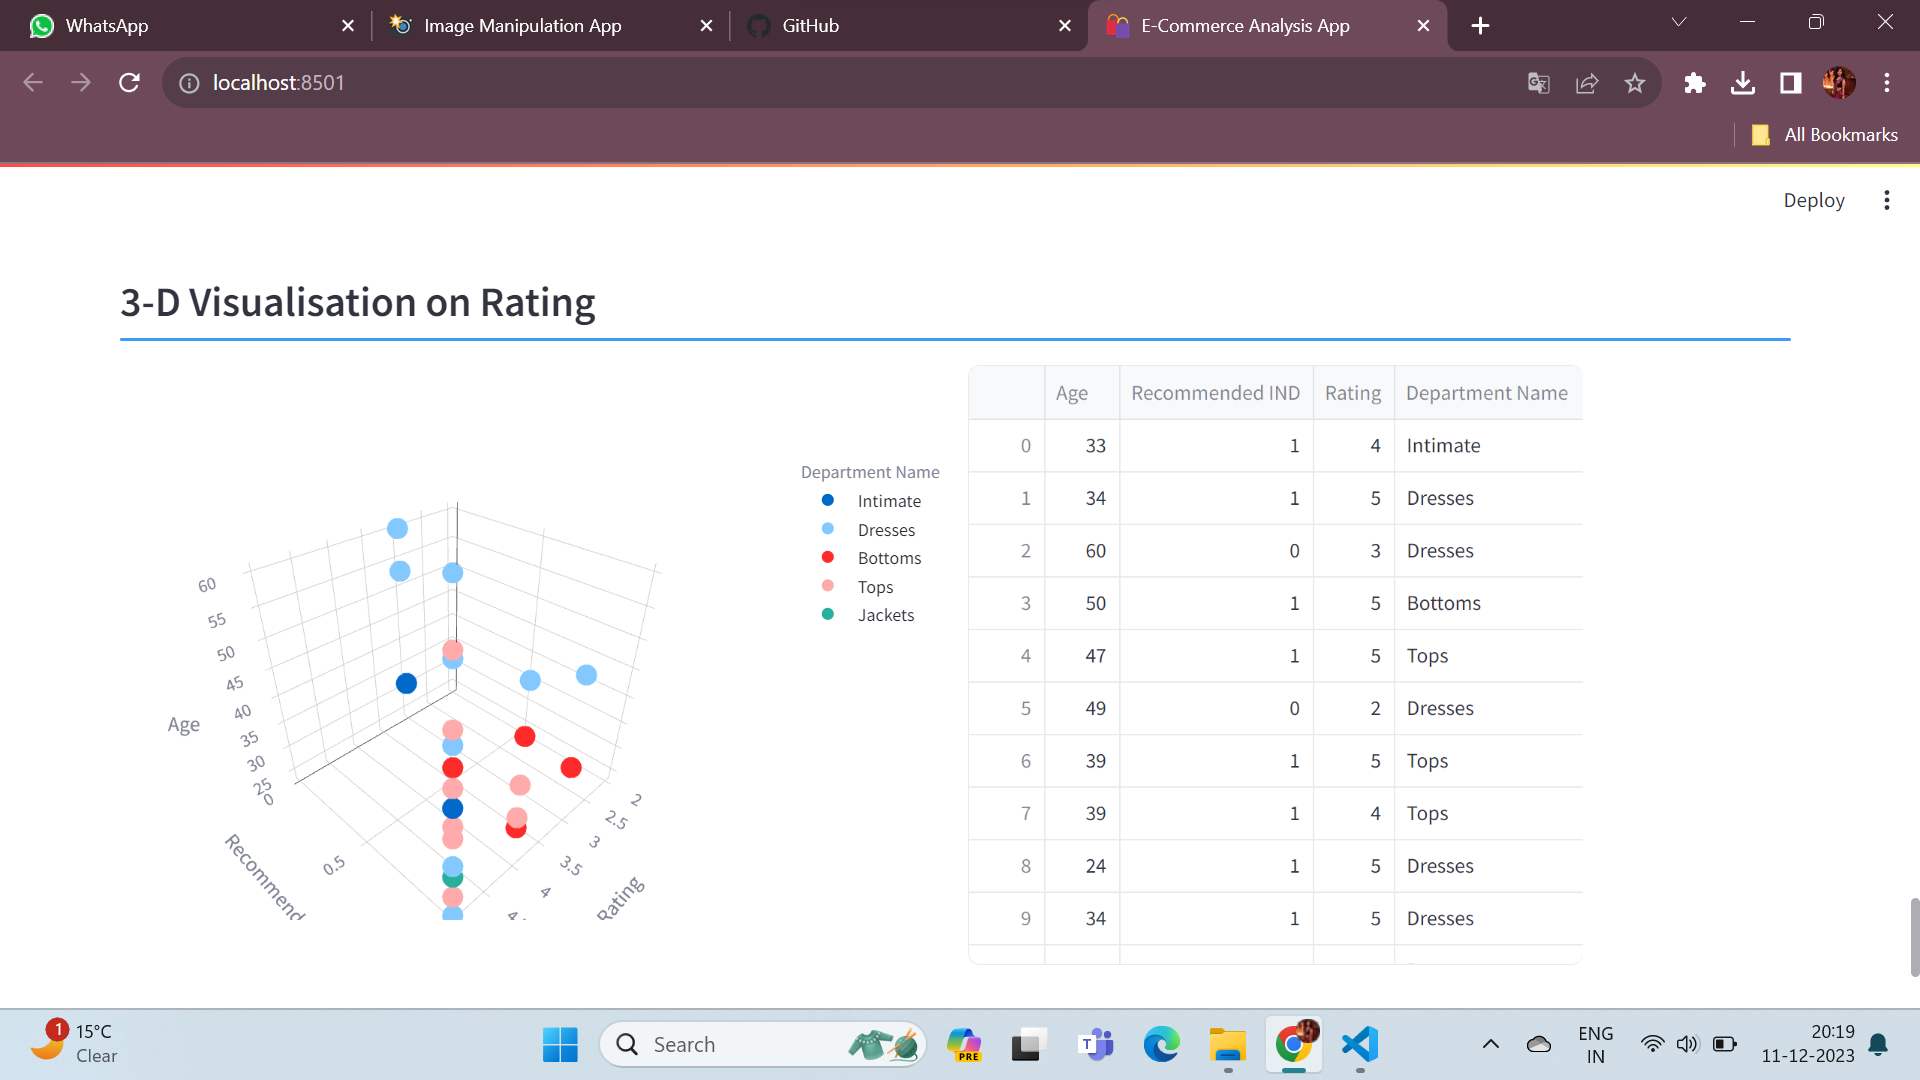 WhatsApp
Image Manipulation App
GitHub
E-Commerce Analysis App
localhost:8501
All Bookmarks
Deploy
3-D Visualisation on Rating
Age Recommended IND Rating Department Name
0 33 1 4 Intimate
1 34 1 5 Dresses
2 60 0 3 Dresses
3 50 1 5 Bottoms
4 47 1 5 Tops
5 49 0 2 Dresses
6 39 1 5 Tops
7 39 1 4 Tops
8 24 1 5 Dresses
9 34 1 5 Dresses
Department Name
Intimate
Dresses
Bottoms
Tops
Jackets
60
55
50
45
40
35
30
25
Age
0
0.5
Recommend
2
2.5
3
3.5
4
Rating
1
15°C
Clear
Search
PRE
T
ENG
IN
20:19
11-12-2023